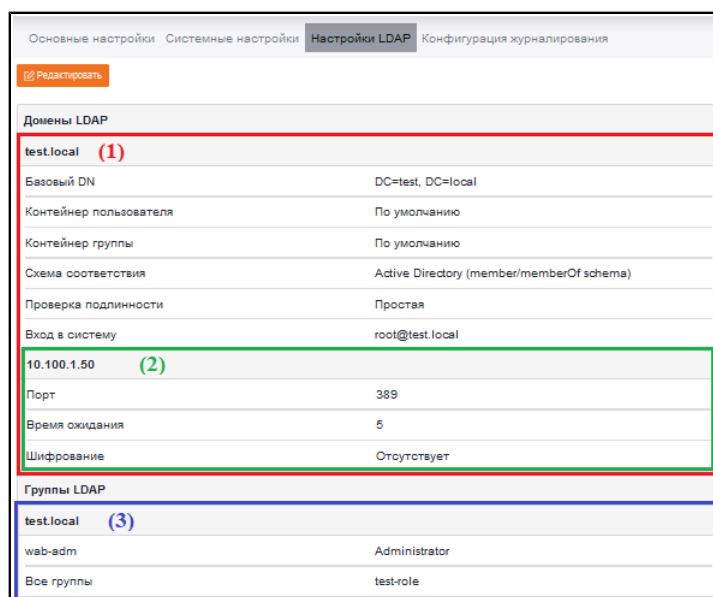 Основные настройки Системные настройки Настройки LDAP Конфигурация журналирования
Редактировать
Домены LDAP
test.local (1)
Базовый DN DC=test, DC=local
Контейнер пользователя По умолчанию
Контейнер группы По умолчанию
Схема соответствия Active Directory (member/memberOf schema)
Проверка подлинности Простая
Вход в систему root@test.local
10.100.1.50 (2)
Порт 389
Время ожидания 5
Шифрование Отсутствует
Группы LDAP
test.local (3)
wab-adm Administrator
Все группы test-role